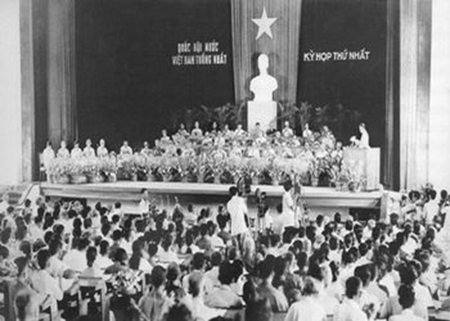 QUỐC HỘI NƯỚC
VIỆT NAM THỐNG NHẤT
KỲ HỌP THỨ NHẤT